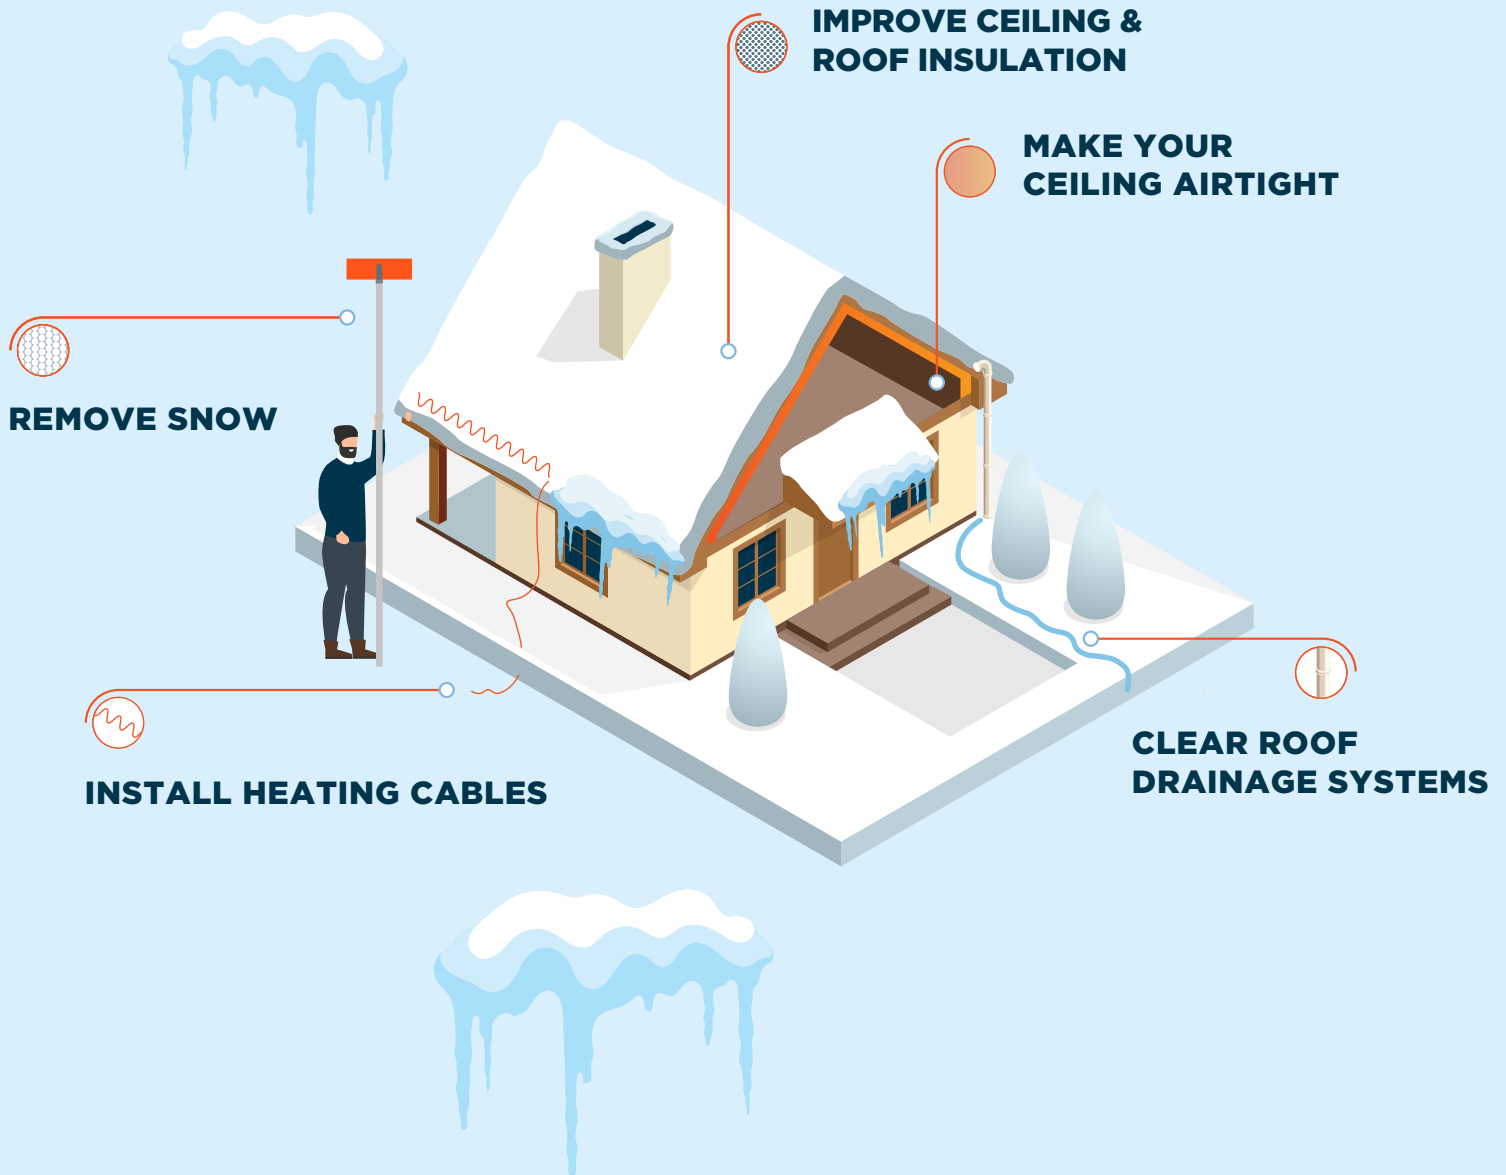 IMPROVE CEILING &
ROOF INSULATION
MAKE YOUR
CEILING AIRTIGHT
REMOVE SNOW
INSTALL HEATING CABLES
CLEAR ROOF
DRAINAGE SYSTEMS